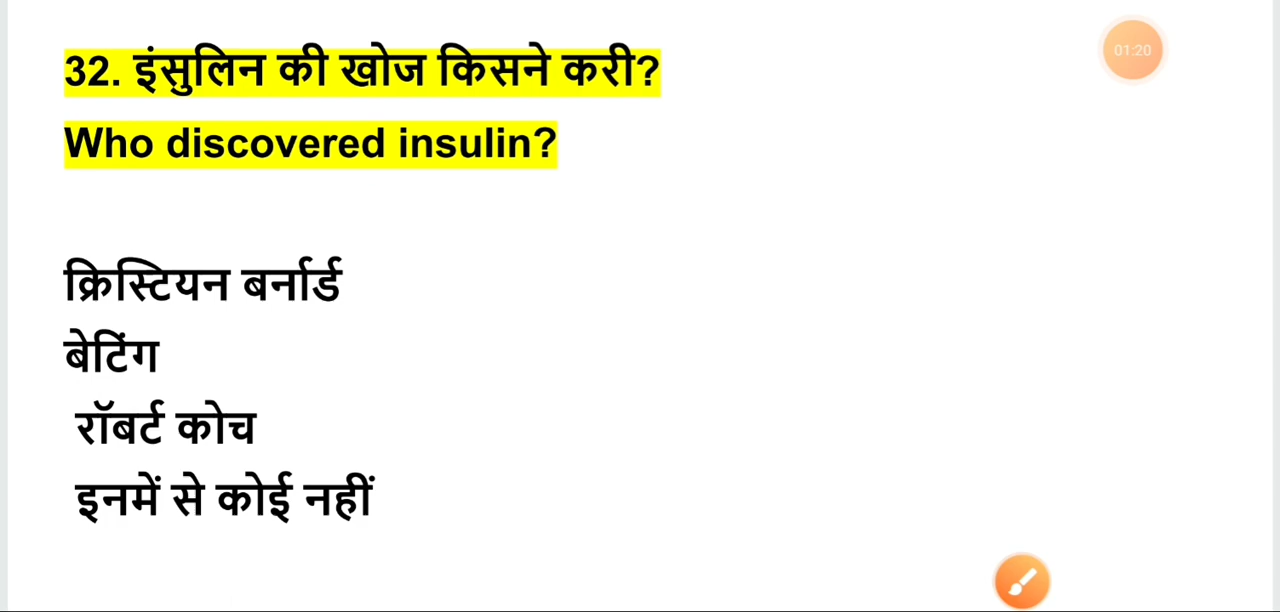 01:20
32. इंसुलिन की खोज किसने करी?
Who discovered insulin?
क्रिस्टियन बर्नार्ड
बेटिंग
रॉबर्ट कोच
इनमें से कोई नहीं